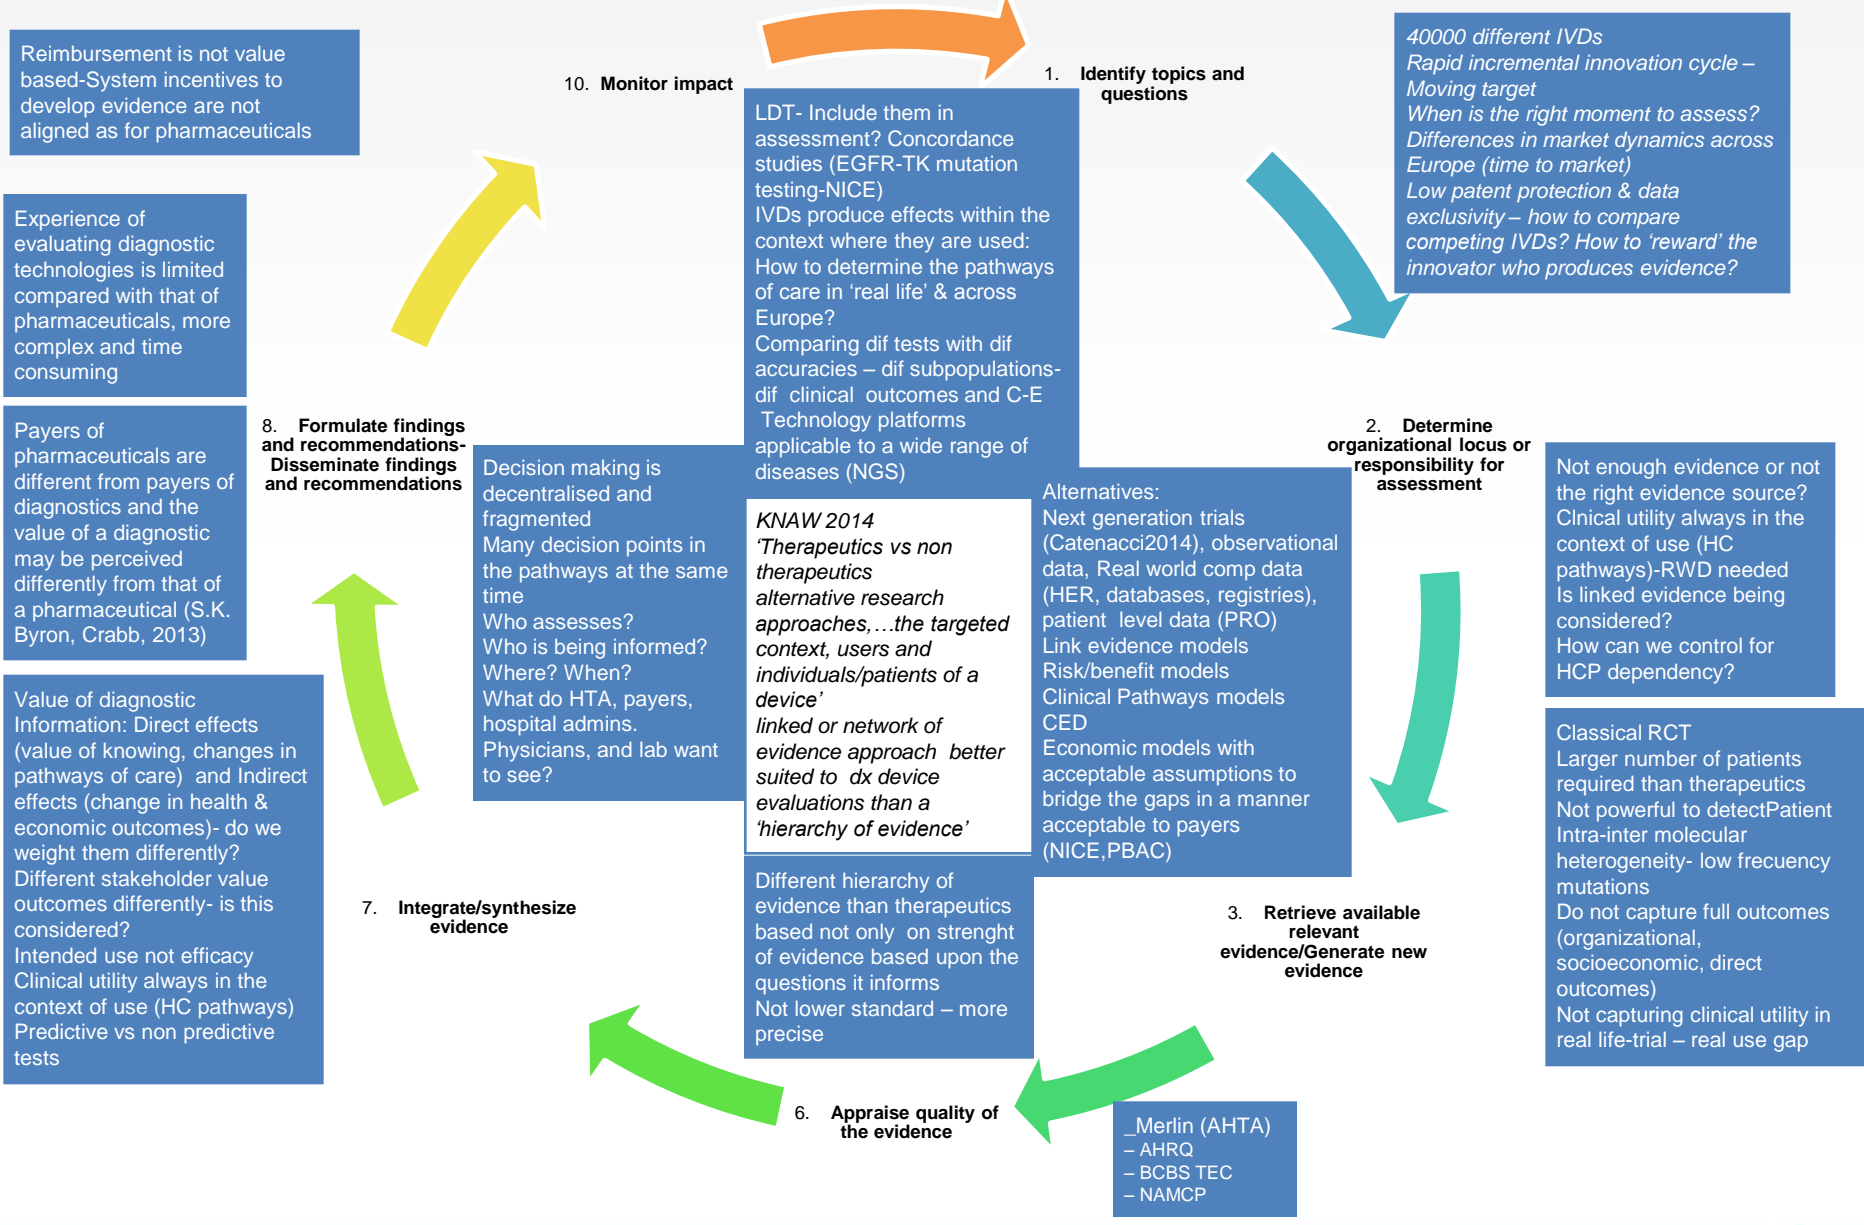 Reimbursement is not value
based-System incentives to
develop evidence are not
aligned as for pharmaceuticals
10. Monitor impact
1. Identify topics and
questions
40000 different IVDs
Rapid incremental innovation cycle –
Moving target
When is the right moment to assess?
Differences in market dynamics across
Europe (time to market)
Low patent protection & data
exclusivity – how to compare
competing IVDs? How to ‘reward’ the
innovator who produces evidence?
LDT- Include them in
assessment? Concordance
studies (EGFR-TK mutation
testing-NICE)
IVDs produce effects within the
context where they are used:
How to determine the pathways
of care in ‘real life’ & across
Europe?
Comparing dif tests with dif
accuracies – dif subpopulations-
dif clinical outcomes and C-E
Technology platforms
applicable to a wide range of
diseases (NGS)
Experience of
evaluating diagnostic
technologies is limited
compared with that of
pharmaceuticals, more
complex and time
consuming
Payers of
pharmaceuticals are
different from payers of
diagnostics and the
value of a diagnostic
may be perceived
differently from that of
a pharmaceutical (S.K.
Byron, Crabb, 2013)
8. Formulate findings
and recommendations-
Disseminate findings
and recommendations
Decision making is
decentralised and
fragmented
Many decision points in
the pathways at the same
time
Who assesses?
Who is being informed?
Where? When?
What do HTA, payers,
hospital admins.
Physicians, and lab want
to see?
KNAW 2014
‘Therapeutics vs non
therapeutics
alternative research
approaches,…the targeted
context, users and
individuals/patients of a
device’
linked or network of
evidence approach better
suited to dx device
evaluations than a
‘hierarchy of evidence’
Alternatives:
Next generation trials
(Catenacci2014), observational
data, Real world comp data
(HER, databases, registries),
patient level data (PRO)
Link evidence models
Risk/benefit models
Clinical Pathways models
CED
Economic models with
acceptable assumptions to
bridge the gaps in a manner
acceptable to payers
(NICE,PBAC)
2. Determine
organizational locus or
responsibility for
assessment
Not enough evidence or not
the right evidence source?
Clnical utility always in the
context of use (HC
pathways)-RWD needed
Is linked evidence being
considered?
How can we control for
HCP dependency?
Classical RCT
Larger number of patients
required than therapeutics
Not powerful to detectPatient
Intra-inter molecular
heterogeneity- low frecuency
mutations
Do not capture full outcomes
(organizational,
socioeconomic, direct
outcomes)
Not capturing clinical utility in
real life-trial – real use gap
Value of diagnostic
Information: Direct effects
(value of knowing, changes in
pathways of care) and Indirect
effects (change in health &
economic outcomes)- do we
weight them differently?
Different stakeholder value
outcomes differently- is this
considered?
Intended use not efficacy
Clinical utility always in the
context of use (HC pathways)
Predictive vs non predictive
tests
7. Integrate/synthesize
evidence
Different hierarchy of
evidence than therapeutics
based not only on strenght
of evidence based upon the
questions it informs
Not lower standard – more
precise
3. Retrieve available
relevant
evidence/Generate new
evidence
6. Appraise quality of
the evidence
_Merlin (AHTA)
– AHRQ
– BCBS TEC
– NAMCP